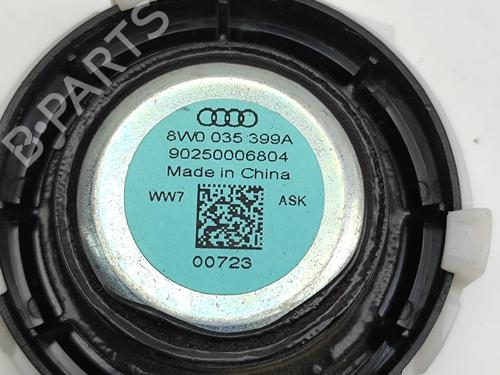 B-PARTS
8W0 035 399A
90250006804
Made in China
WW7 ASK
00723